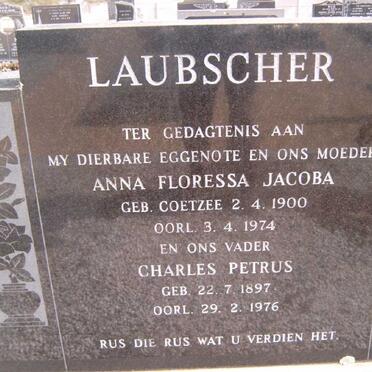 LAUBSCHER
TER GEDAGTENIS AAN
MY DIERBARE EGGENOTE EN ONS MOEDER
ANNA FLORESSA JACOBA
GEB. COETZEE 2. 4. 1900
OORL. 3. 4. 1974
EN ONS VADER
CHARLES PETRUS
GEB. 22. 7. 1897
OORL. 29. 2. 1976
RUS DIE RUS WAT U VERDIEN HET.